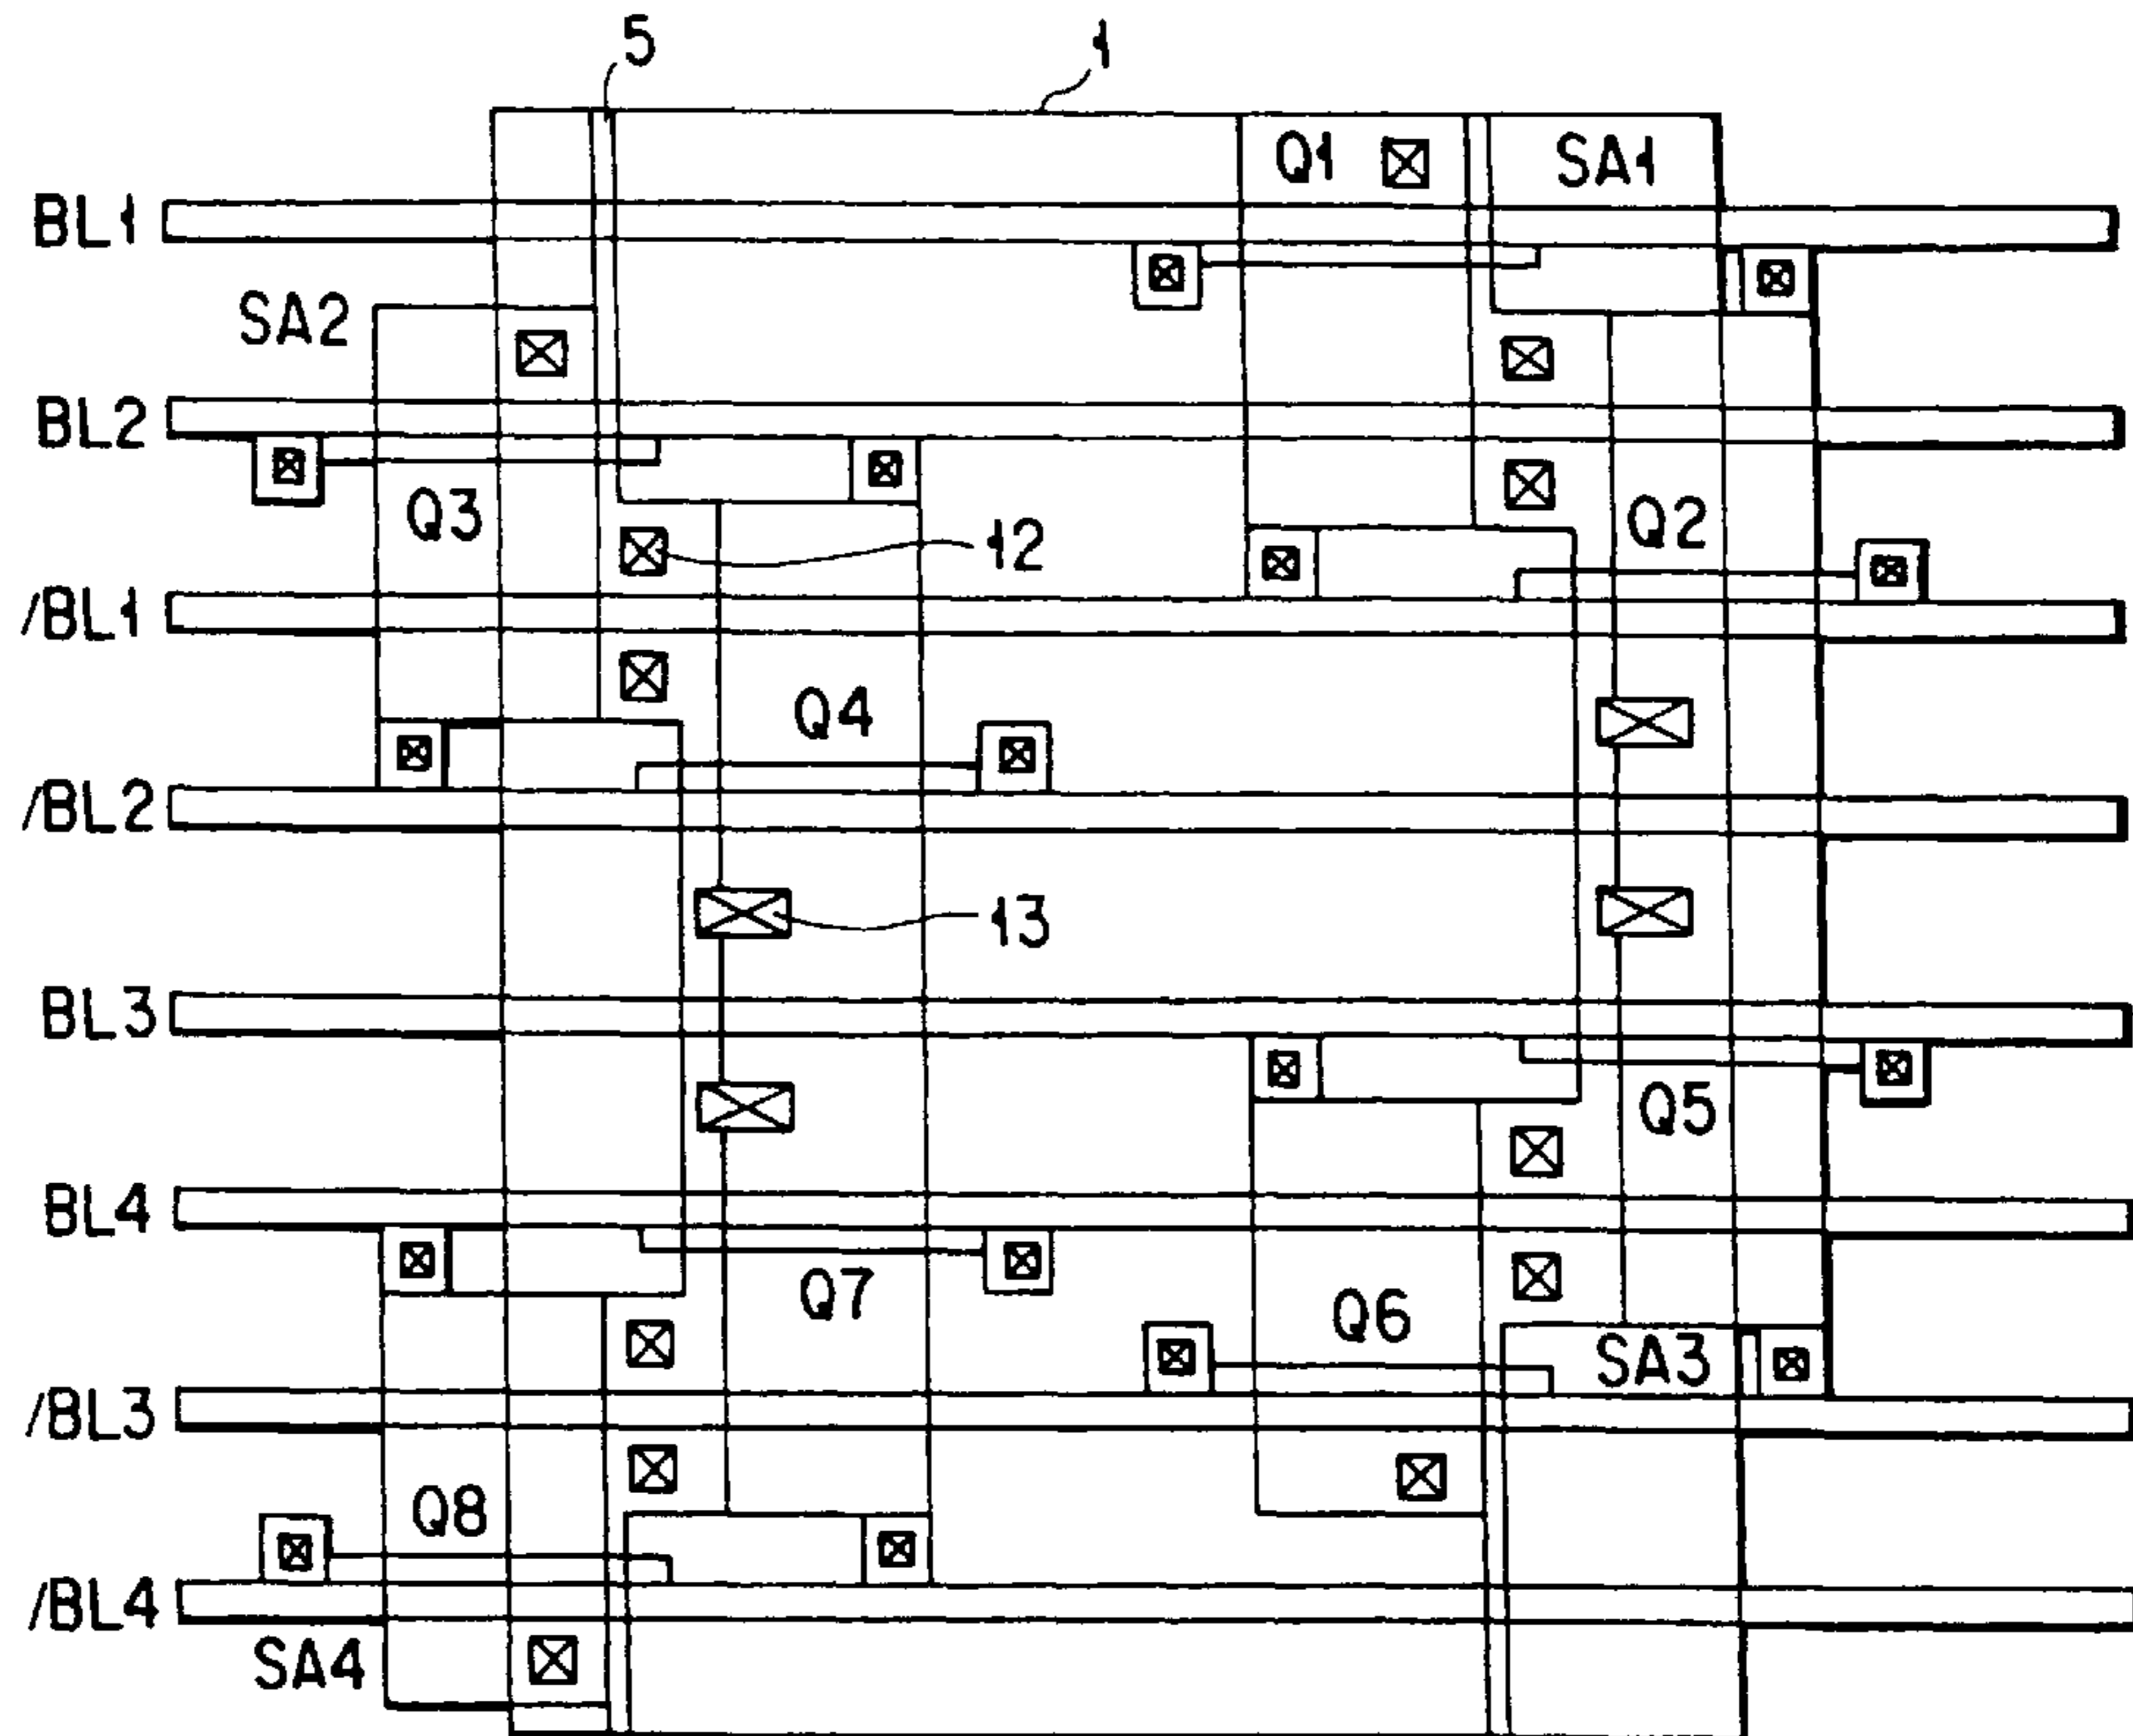 5 1
Q1 SA1
BL1
SA2
BL2
Q3 Q2
12
/BL1
Q4
/BL2
13
BL3
Q5
BL4
Q7 Q6
SA3
/BL3
Q8
/BL4
SA4